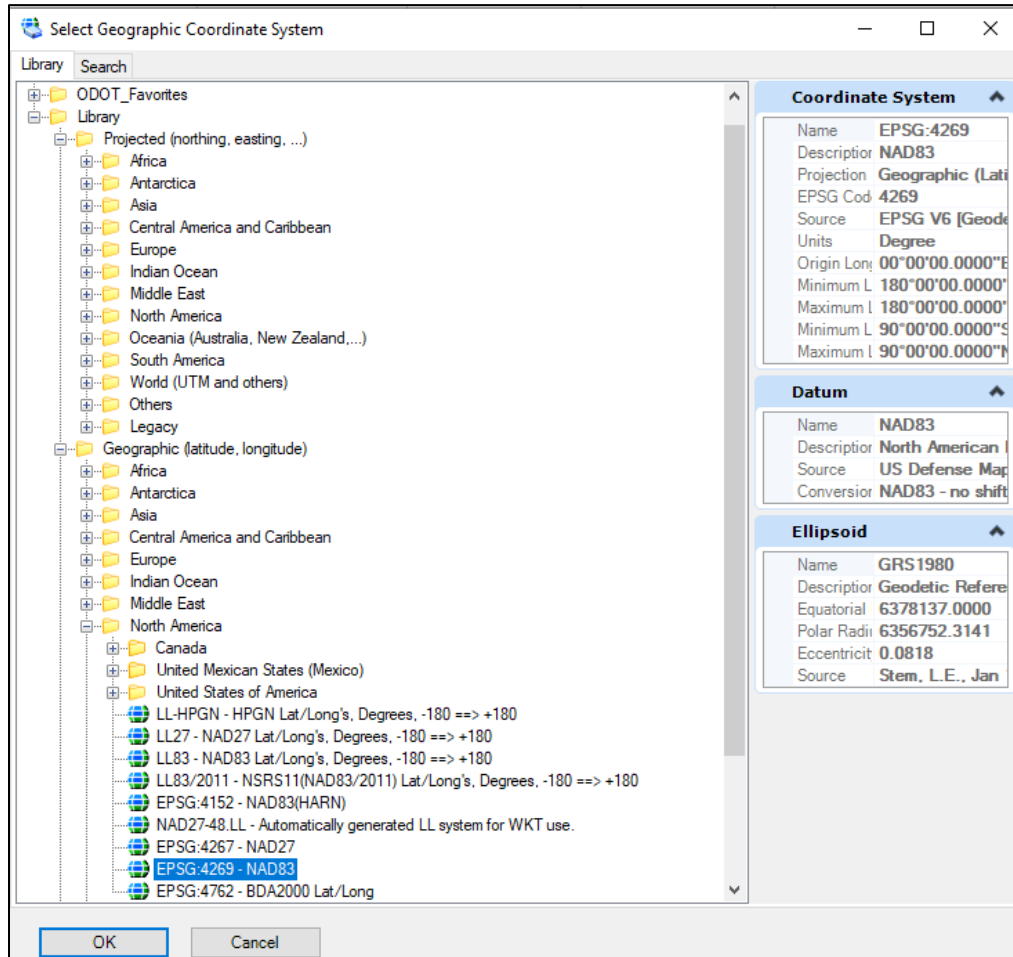 Select Geographic Coordinate System
Library Search
ODOT_Favorites
Library
Projected (northing, easting, ...)
Africa
Antarctica
Asia
Central America and Caribbean
Europe
Indian Ocean
Middle East
North America
Oceania (Australia, New Zealand,...)
South America
World (UTM and others)
Others
Legacy
Geographic (latitude, longitude)
Africa
Antarctica
Asia
Central America and Caribbean
Europe
Indian Ocean
Middle East
North America
Canada
United Mexican States (Mexico)
United States of America
LL-HPGN - HPGN Lat/Long's, Degrees, -180 ==> +180
LL27 - NAD27 Lat/Long's, Degrees, -180 ==> +180
LL83 - NAD83 Lat/Long's, Degrees, -180 ==> +180
LL83/2011 - NSRS11(NAD83/2011) Lat/Long's, Degrees, -180 ==> +180
EPSG:4152 - NAD83(HARN)
NAD27-48.LL - Automatically generated LL system for WKT use.
EPSG:4267 - NAD27
EPSG:4269 - NAD83
EPSG:4762 - BDA2000 Lat/Long
Coordinate System
Name EPSG:4269
Descriptior NAD83
Projection Geographic (Lati
EPSG Cod 4269
Source EPSG V6 [Geode
Units Degree
Origin Long 00°00'00.0000"E
Minimum L 180°00'00.0000"
Maximum L 180°00'00.0000"
Minimum L 90°00'00.0000"S
Maximum L 90°00'00.0000"N
Datum
Name NAD83
Descriptior North American
Source US Defense Map
Conversior NAD83 - no shift
Ellipsoid
Name GRS1980
Descriptior Geodetic Refere
Equatorial 6378137.0000
Polar Radiu 6356752.3141
Eccentricit 0.0818
Source Stem, L.E., Jan
OK Cancel